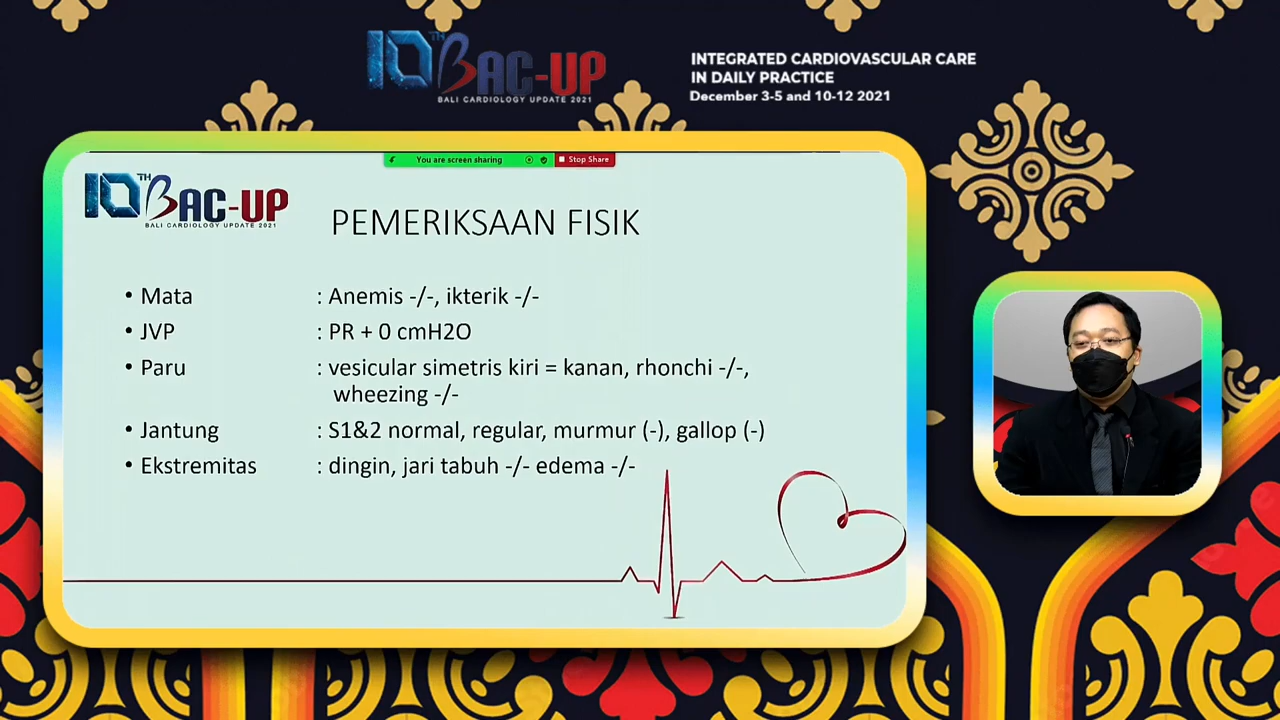 10TH BAC-UP
BALI CARDIOLOGY UPDATE 2021
INTEGRATED CARDIOVASCULAR CARE
IN DAILY PRACTICE
December 3-5 and 10-12 2021
You are screen sharing
Stop Share
10TH BAC-UP
BALI CARDIOLOGY UPDATE 2021
PEMERIKSAAN FISIK
• Mata : Anemis -/-, ikterik -/-
• JVP : PR + 0 cmH2O
• Paru : vesicular simetris kiri = kanan, rhonchi -/-,
wheezing -/-
• Jantung : S1&2 normal, regular, murmur (-), gallop (-)
• Ekstremitas : dingin, jari tabuh -/- edema -/-